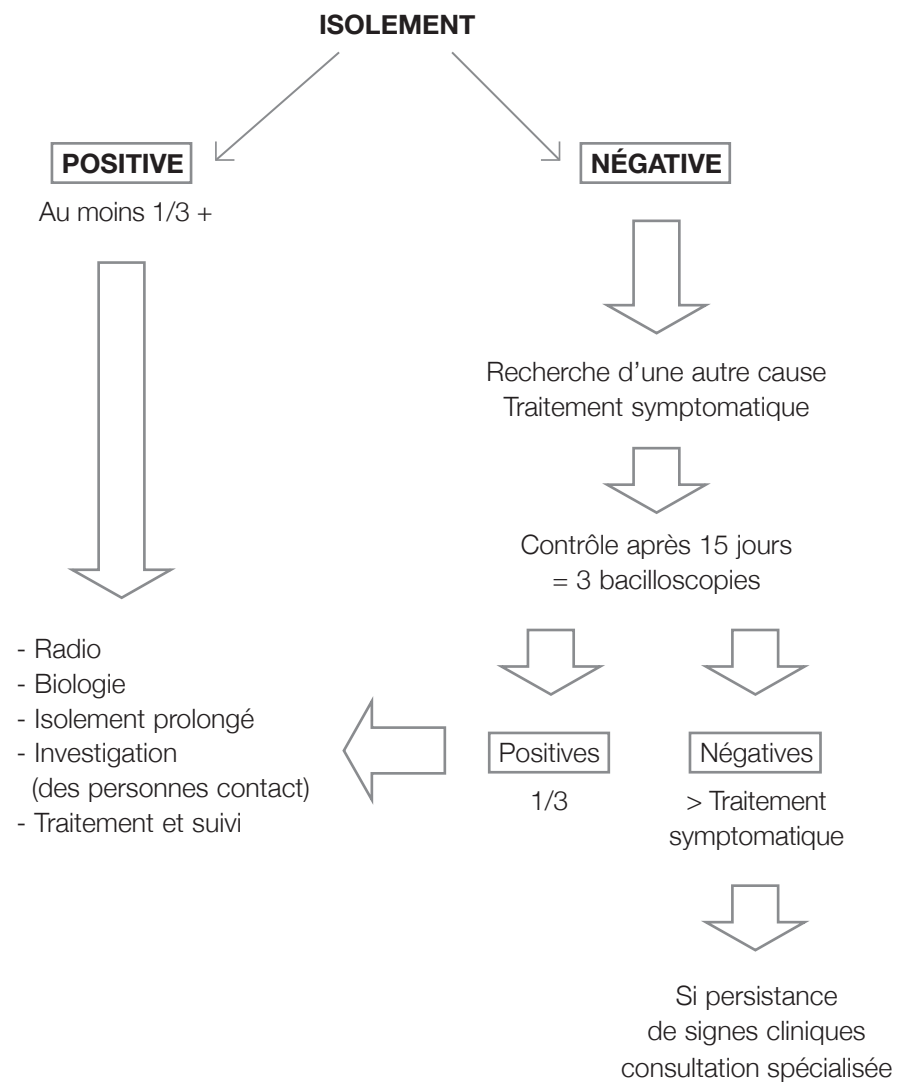 ISOLEMENT
POSITIVE
Au moins 1/3 +
NÉGATIVE
Recherche d’une autre cause
Traitement symptomatique
Contrôle après 15 jours
= 3 bacilloscopies
- Radio
- Biologie
- Isolement prolongé
- Investigation
(des personnes contact)
- Traitement et suivi
Positives
1/3
Négatives
> Traitement
symptomatique
Si persistance
de signes cliniques
consultation spécialisée